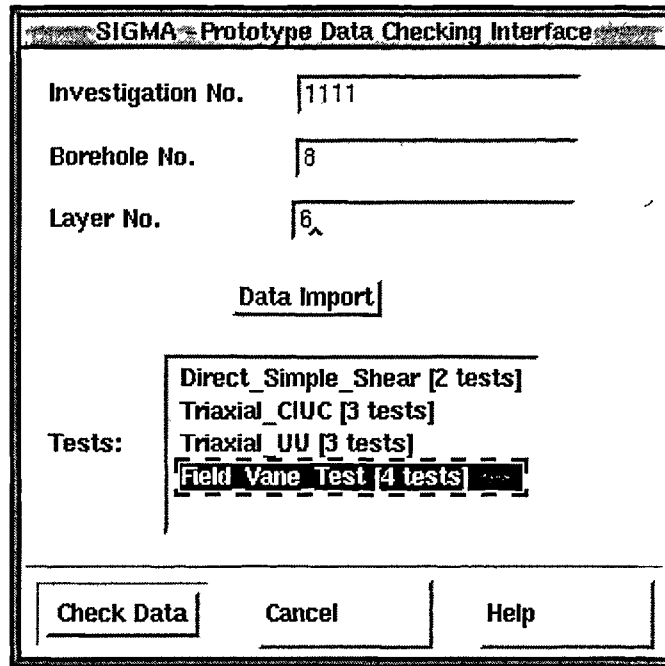 SIGMA - Prototype Data Checking Interface
Investigation No. 1111
Borehole No. 8
Layer No. 6
Data Import
Direct_Simple_Shear [2 tests]
Triaxial_CIUC [3 tests]
Tests: Triaxial_UU [3 tests]
Field_Vane_Test [4 tests]
Check Data Cancel Help